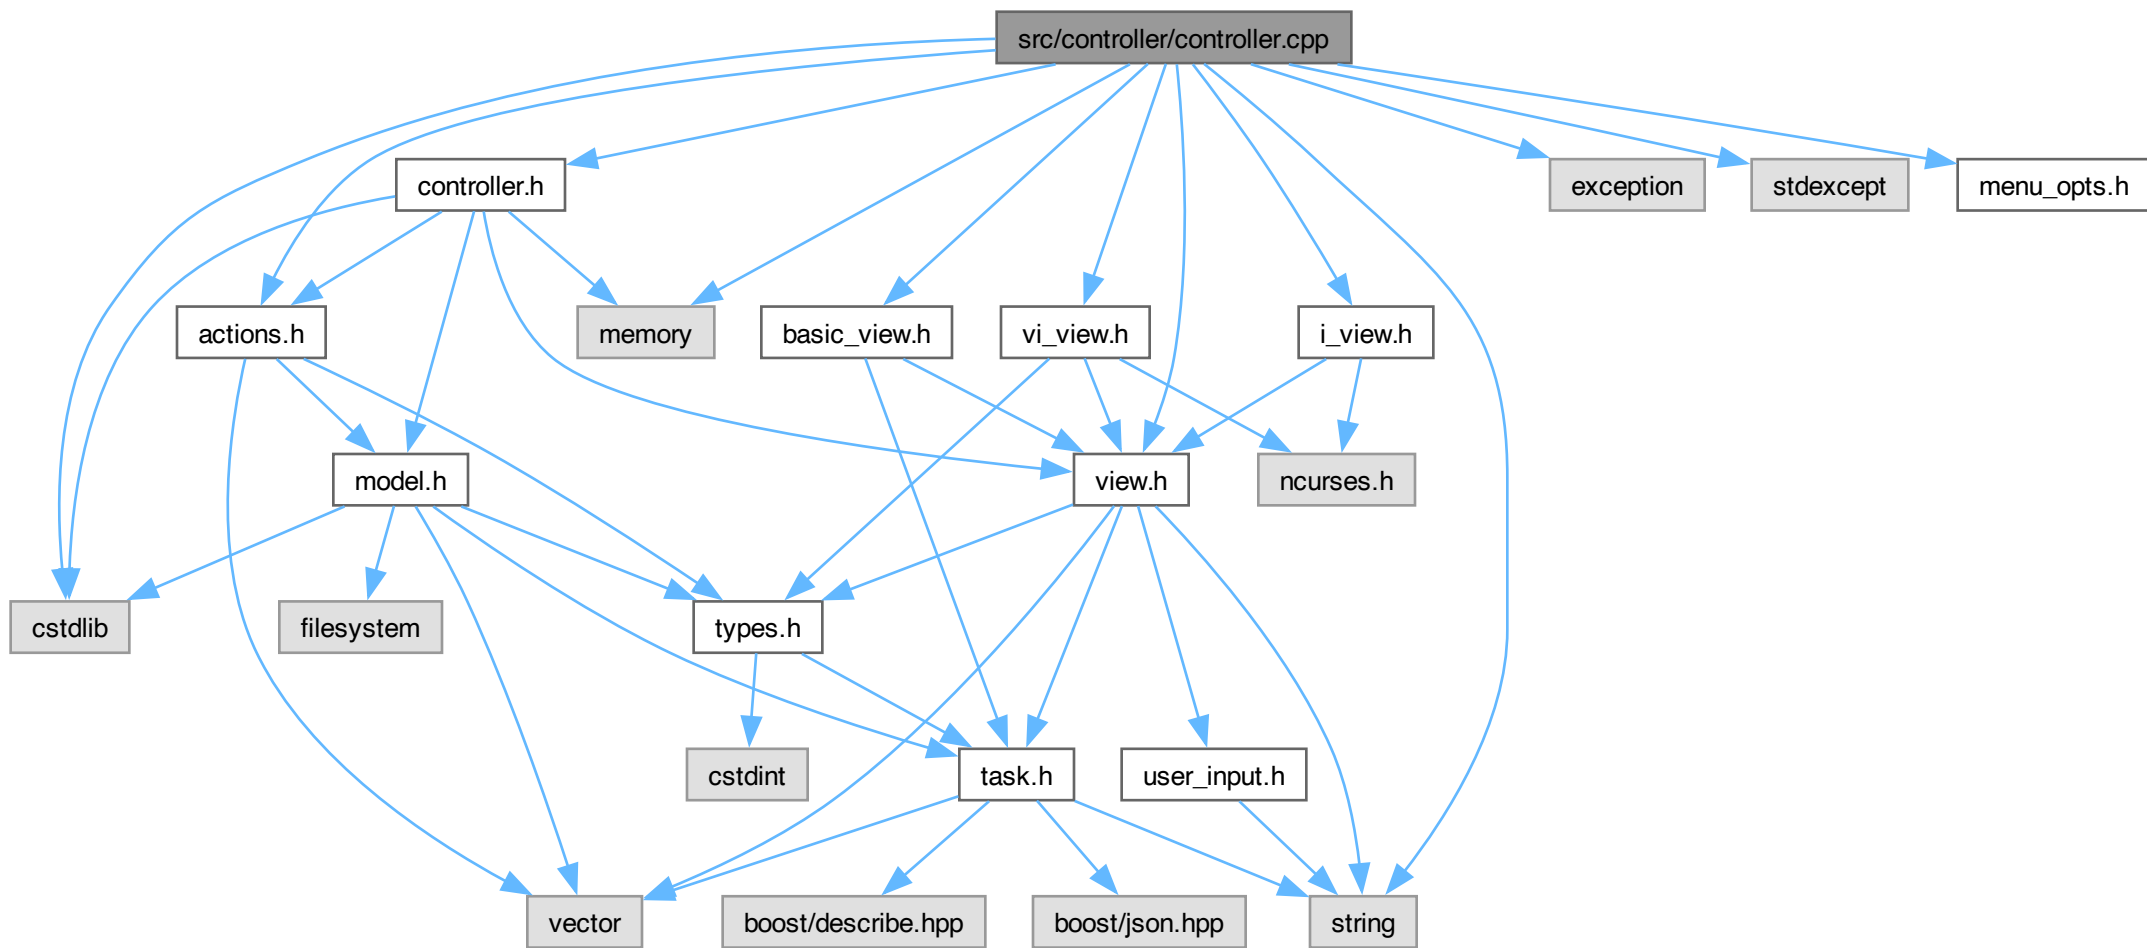 src/controller/controller.cpp
controller.h
exception
stdexcept
menu_opts.h
actions.h
memory
basic_view.h
vi_view.h
i_view.h
model.h
view.h
ncurses.h
cstdlib
filesystem
types.h
cstdint
task.h
user_input.h
vector
boost/describe.hpp
boost/json.hpp
string